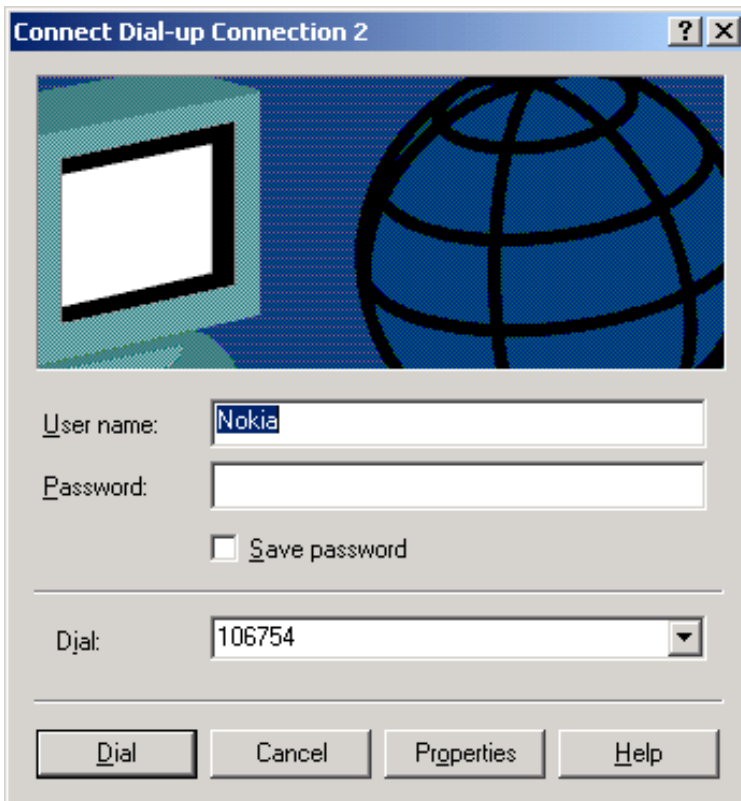 Connect Dial-up Connection 2
User name: Nokia
Password:
Save password
Dial: 106754
Dial Cancel Properties Help